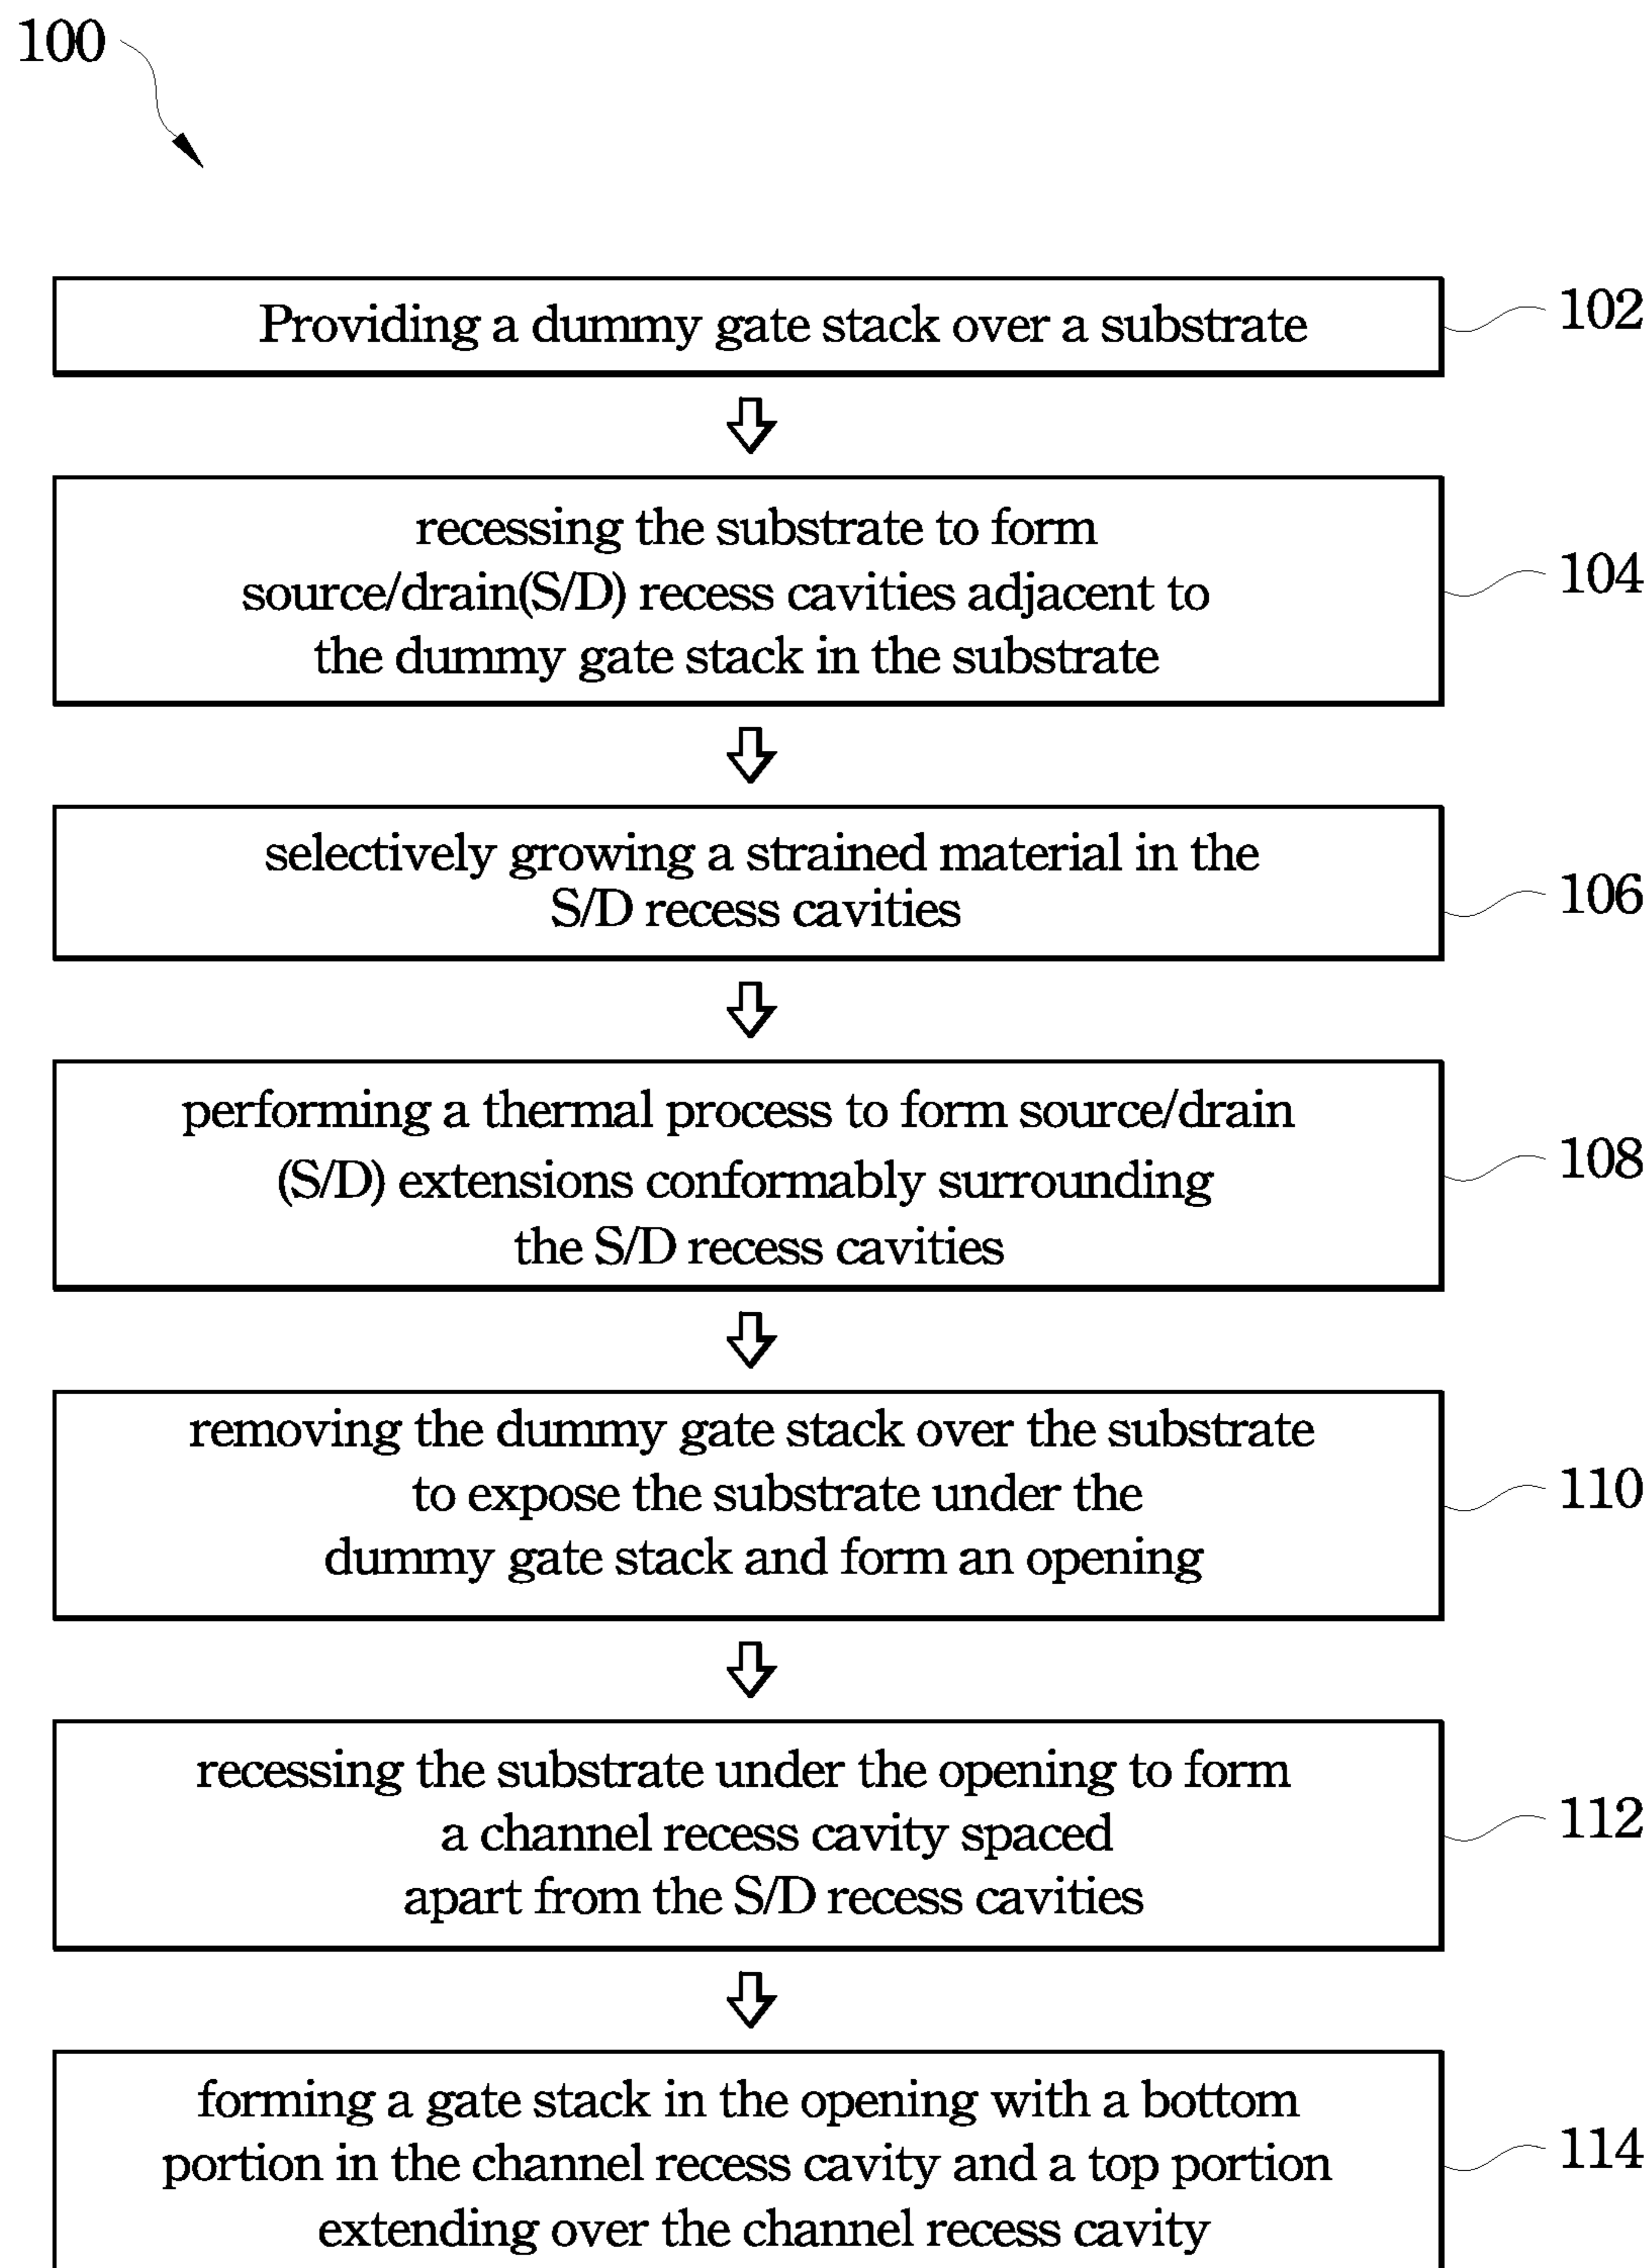 100
Providing a dummy gate stack over a substrate
102
recessing the substrate to form
source/drain(S/D) recess cavities adjacent to
the dummy gate stack in the substrate
104
selectively growing a strained material in the
S/D recess cavities
106
performing a thermal process to form source/drain
(S/D) extensions conformably surrounding
the S/D recess cavities
108
removing the dummy gate stack over the substrate
to expose the substrate under the
dummy gate stack and form an opening
110
recessing the substrate under the opening to form
a channel recess cavity spaced
apart from the S/D recess cavities
112
forming a gate stack in the opening with a bottom
portion in the channel recess cavity and a top portion
extending over the channel recess cavity
114